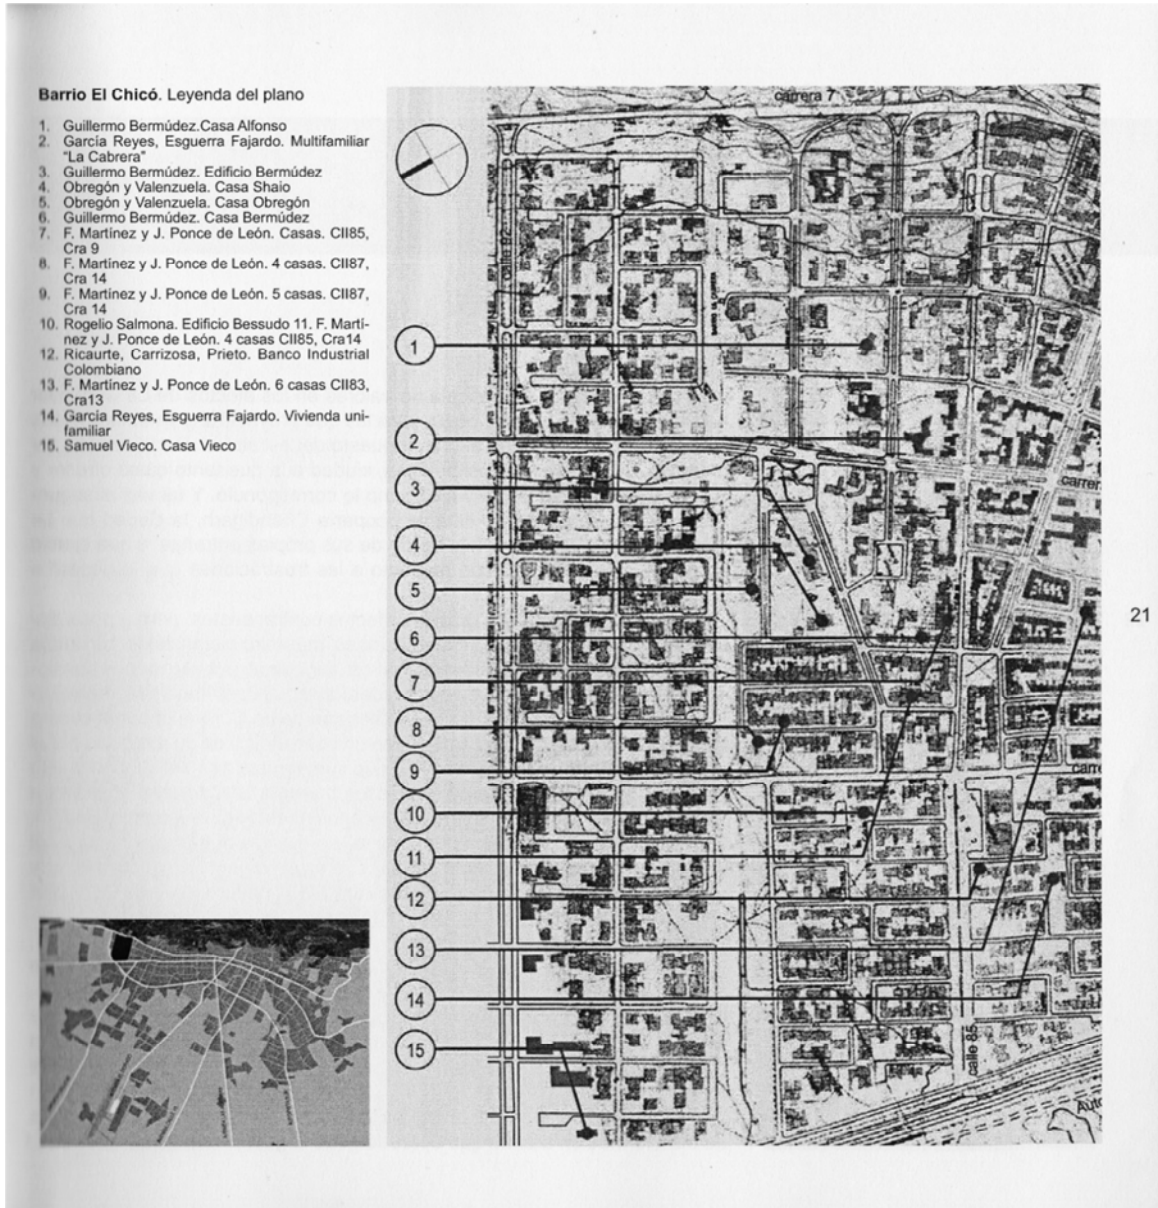 Barrio El Chicó. Leyenda del plano
1. Guillermo Bermúdez.Casa Alfonso
2. García Reyes, Esguerra Fajardo. Multifamiliar
"La Cabrera"
3. Guillermo Bermúdez. Edificio Bermúdez
4. Obregón y Valenzuela. Casa Shaio
5. Obregón y Valenzuela. Casa Obregón
6. Guillermo Bermúdez. Casa Bermúdez
7. F. Martínez y J. Ponce de León. Casas. Cll85,
Cra 9
8. F. Martínez y J. Ponce de León. 4 casas. Cll87,
Cra 14
9. F. Martínez y J. Ponce de León. 5 casas. Cll87,
Cra 14
10. Rogelio Salmona. Edificio Bessudo 11. F. Martí-
nez y J. Ponce de León. 4 casas Cll85, Cra14
12. Ricaurte, Carrizosa, Prieto. Banco Industrial
Colombiano
13. F. Martínez y J. Ponce de León. 6 casas Cll83,
Cra13
14. García Reyes, Esguerra Fajardo. Vivienda uni-
familiar
15. Samuel Vieco. Casa Vieco
carrera 7
calle 92
1
2
3
carrer
4
5
6
7
8
9
carre
10
11
12
13
14
15
calle 85
Auto
21